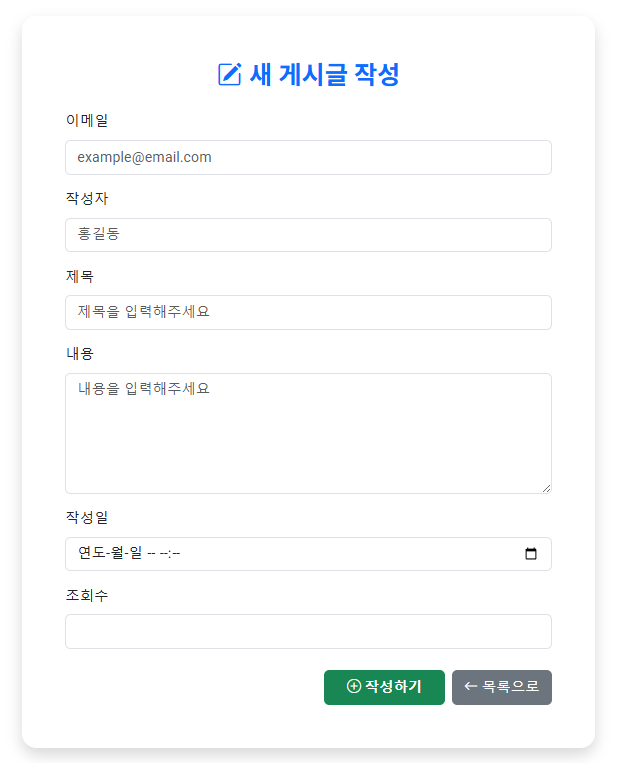 새 게시글 작성
이메일
example@email.com
작성자
홍길동
제목
제목을 입력해주세요
내용
내용을 입력해주세요
작성일
연도-월-일 -- --:--
조회수
작성하기 ← 목록으로